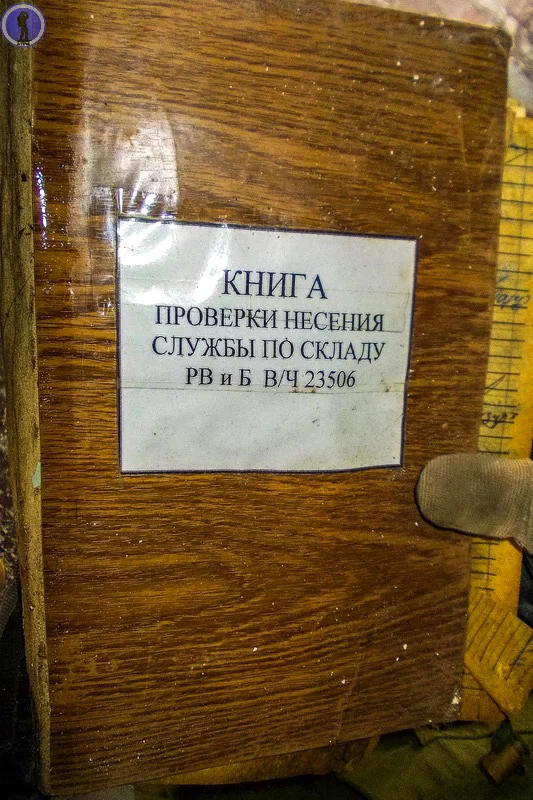 КНИГА
ПРОВЕРКИ НЕСЕНИЯ
СЛУЖБЫ ПО СКЛАДУ
РВ и Б В/Ч 23506